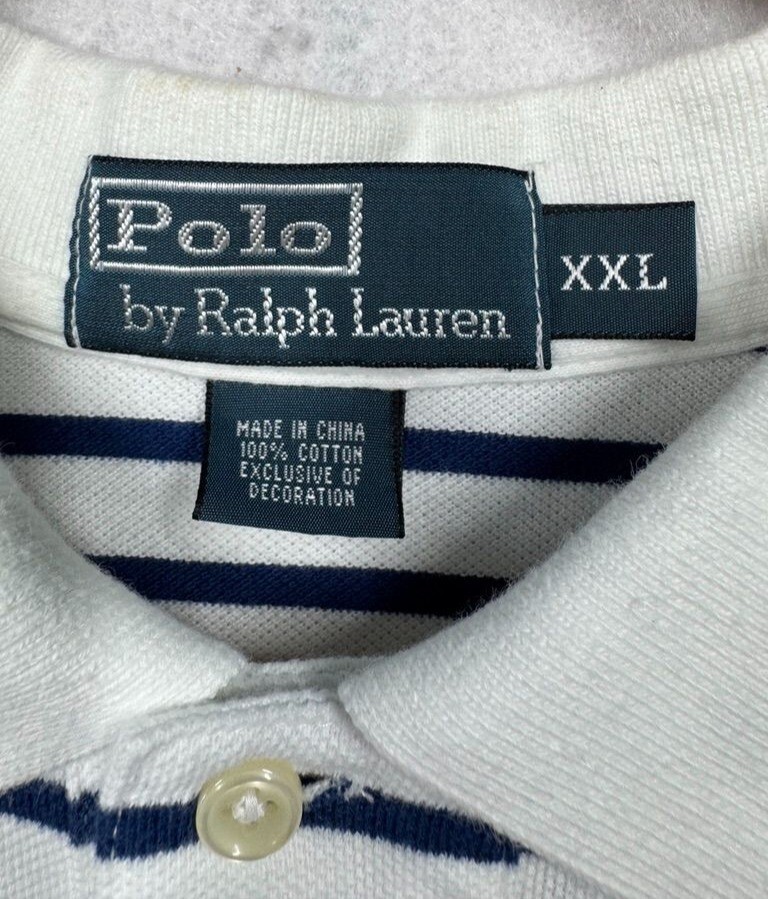 Polo
by Ralph Lauren
XXL
MADE IN CHINA
100% COTTON
EXCLUSIVE OF
DECORATION